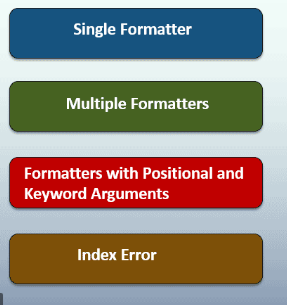 Single Formatter
Multiple Formatters
Formatters with Positional and
Keyword Arguments
Index Error